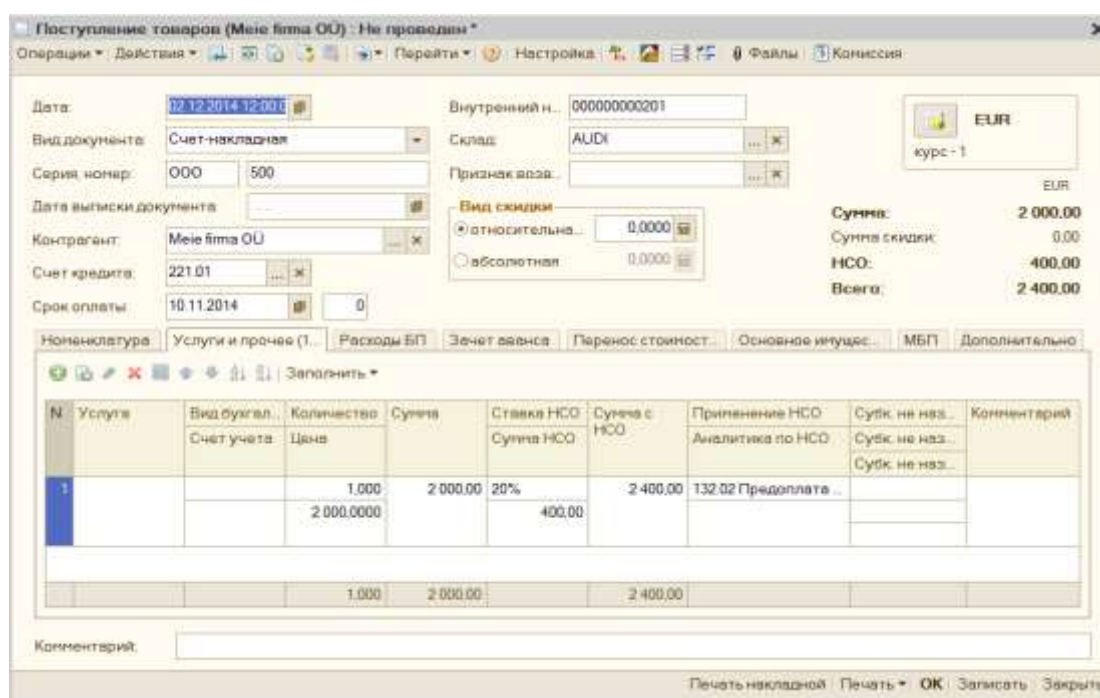 Поступление товаров (Meie firma OÜ) : Не проведен *
Операции Действия Перейти Настройка Файлы Комиссия
Дата: 02.12.2014 12:00:0 Внутренний н... 000000000201 EUR
Вид документа: Счет-накладная Склад: AUDI курс - 1
Серия, номер: ООО 500 Признак возв... EUR
Дата выписки документа: Вид скидки Сумма: 2 000.00
Контрагент: Meie firma OÜ относительна... 0,0000 Сумма скидки: 0.00
Счет кредита: 221.01 абсолютная 0,0000 НСО: 400,00
Срок оплаты: 10.11.2014 0 Всего: 2 400,00
Номенклатура Услуги и прочее (1... Расходы БП Зачет аванса Перенос стоимост... Основное имущес... МБП Дополнительно
Заполнить
N Услуга Вид бухгал... Количество Сумма Ставка НСО Сумма с НСО Применение НСО Субк. не наз... Комментарий
Счет учета Цена Сумма НСО Аналитика по НСО Субк. не наз...
Субк. не наз...
1 1,000 2 000,00 20% 2 400,00 132.02 Предоплата ...
2 000,0000 400,00
1,000 2 000,00 2 400,00
Комментарий:
Печать накладной Печать OK Записать Закрыть